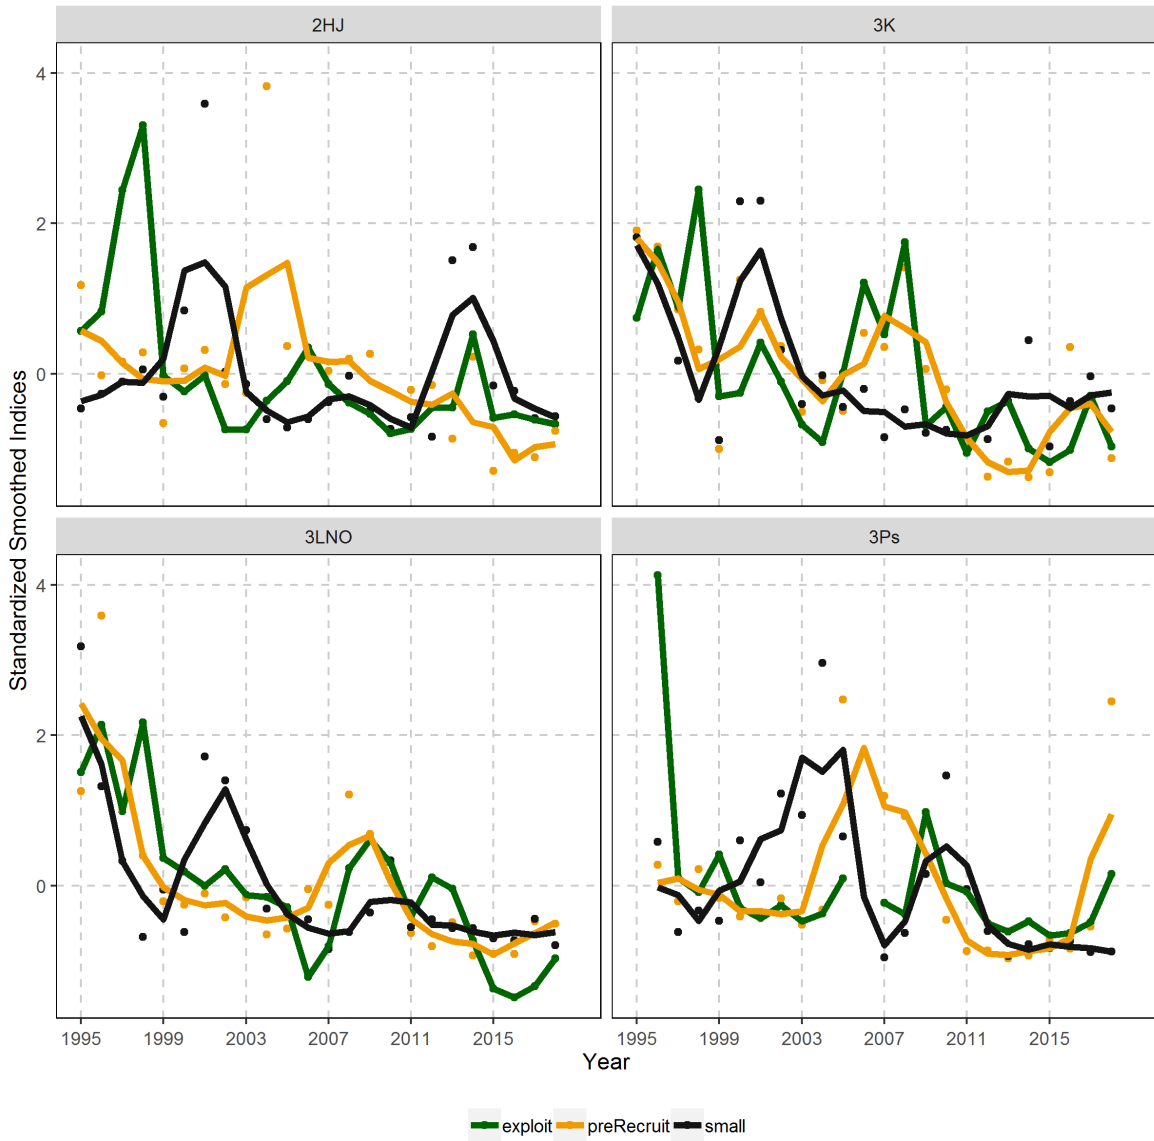 2HJ
3K
4
2
0
3LNO
3Ps
4
2
0
Standardized Smoothed Indices
1995 1999 2003 2007 2011 2015
1995 1999 2003 2007 2011 2015
Year
exploit preRecruit small